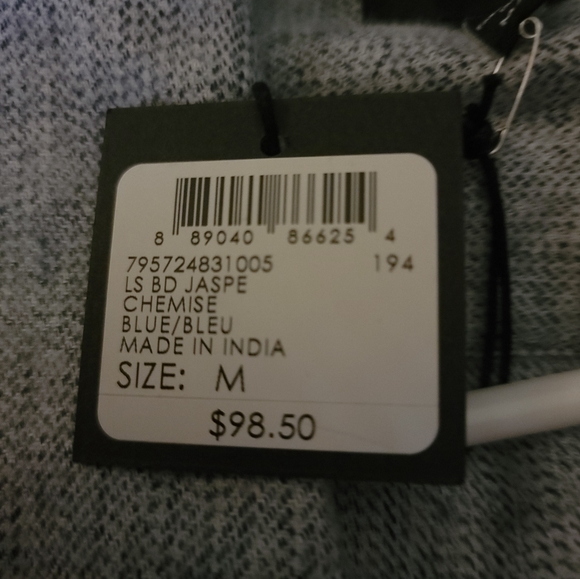 8 89040 86625 4
795724831005 194
LS BD JASPE
CHEMISE
BLUE/BLEU
MADE IN INDIA
SIZE: M
$98.50